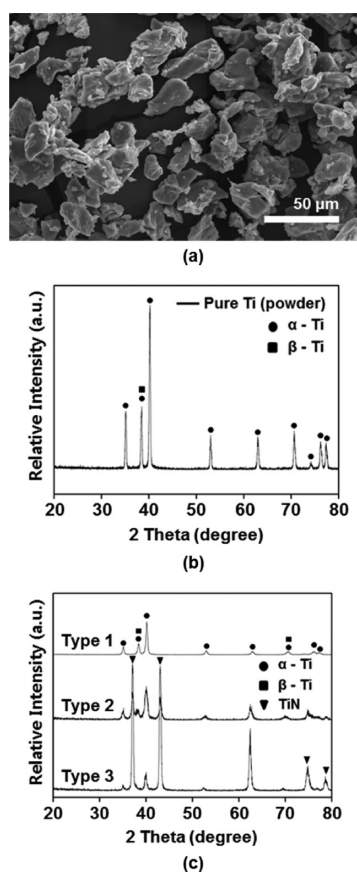 50 µm
(a)
Relative Intensity (a.u.)
Pure Ti (powder)
α - Ti
β - Ti
20 30 40 50 60 70 80
2 Theta (degree)
(b)
Relative Intensity (a.u.)
Type 1
α - Ti
β - Ti
TiN
Type 2
Type 3
20 30 40 50 60 70 80
2 Theta (degree)
(c)